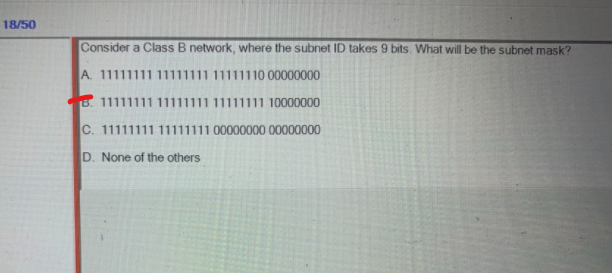 18/50
Consider a Class B network, where the subnet ID takes 9 bits. What will be the subnet mask?
A. 11111111 11111111 11111110 00000000
B. 11111111 11111111 11111111 10000000
C. 11111111 11111111 00000000 00000000
D. None of the others